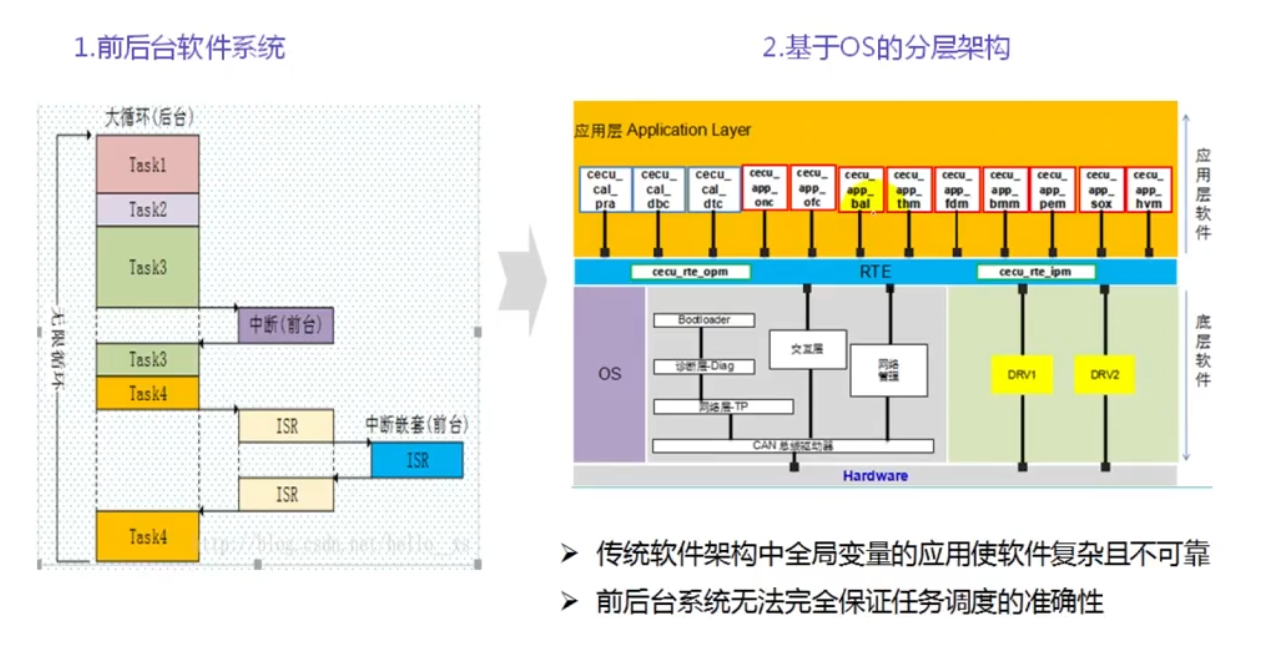 1.前后台软件系统
2.基于OS的分层架构
大循环(后台)
Task1
Task2
Task3
中断(前台)
无限循环
Task3
Task4
ISR
中断嵌套(前台)
ISR
ISR
Task4
http://blog.csdn.net/hello_
应用层 Application Layer
cecu_
cal_
pra
cecu_
cal_
dbc
cecu_
cal_
dtc
cecu_
app_
onc
cecu_
app_
ofc
cecu_
app_
bal
cecu_
app_
thm
cecu_
app_
fdm
cecu_
app_
bmm
cecu_
app_
pem
cecu_
app_
sox
cecu_
app_
hvm
应用层软件
cecu_rte_opm
RTE
cecu_rte_ipm
OS
Bootloader
诊断层-Diag
网络层-TP
交互层
网络
管理
CAN 总线驱动器
DRV1
DRV2
底层软件
Hardware
➢ 传统软件架构中全局变量的应用使软件复杂且不可靠
➢ 前后台系统无法完全保证任务调度的准确性